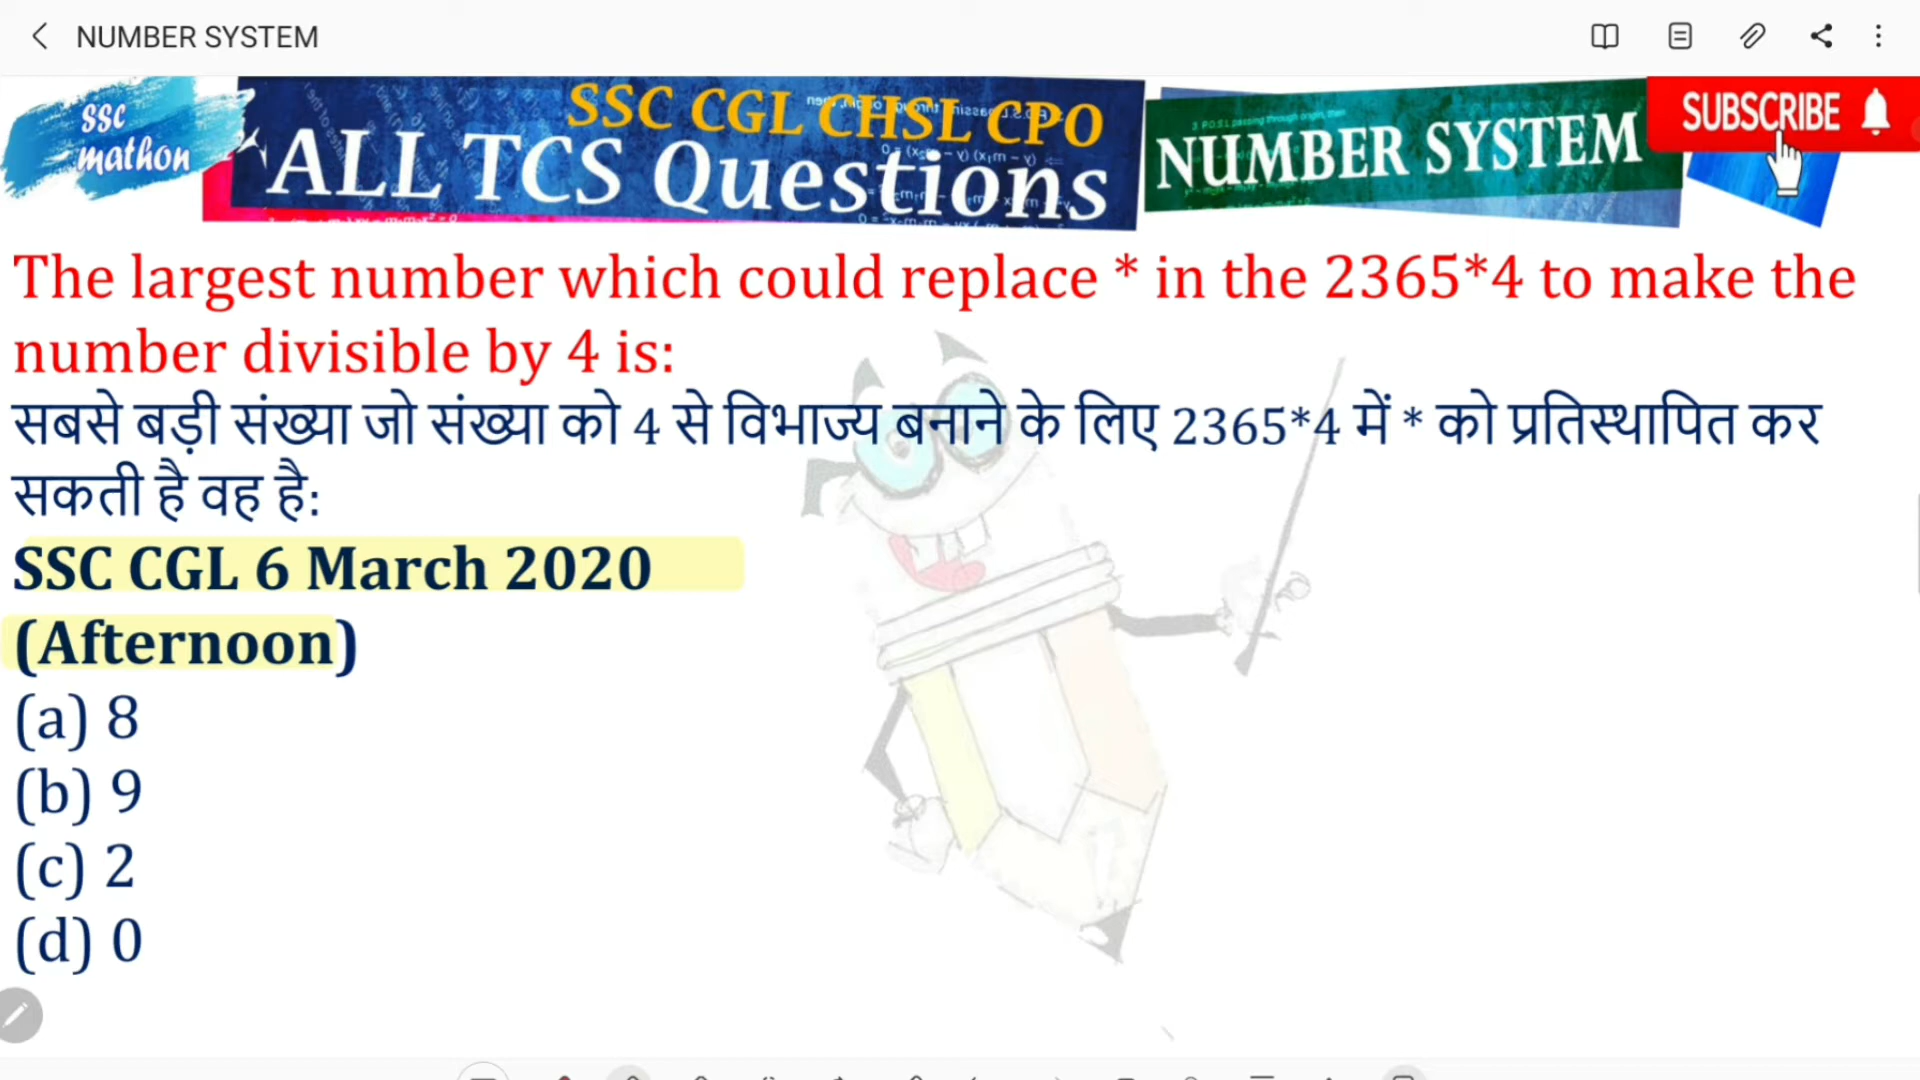 NUMBER SYSTEM
SSC
mathon
SSC CGL CHSL CPO
ALL TCS Questions
NUMBER SYSTEM
SUBSCRIBE
The largest number which could replace * in the 2365*4 to make the
number divisible by 4 is:
सबसे बड़ी संख्या जो संख्या को 4 से विभाज्य बनाने के लिए 2365*4 में * को प्रतिस्थापित कर
सकती है वह है:
SSC CGL 6 March 2020
(Afternoon)
(a) 8
(b) 9
(c) 2
(d) 0